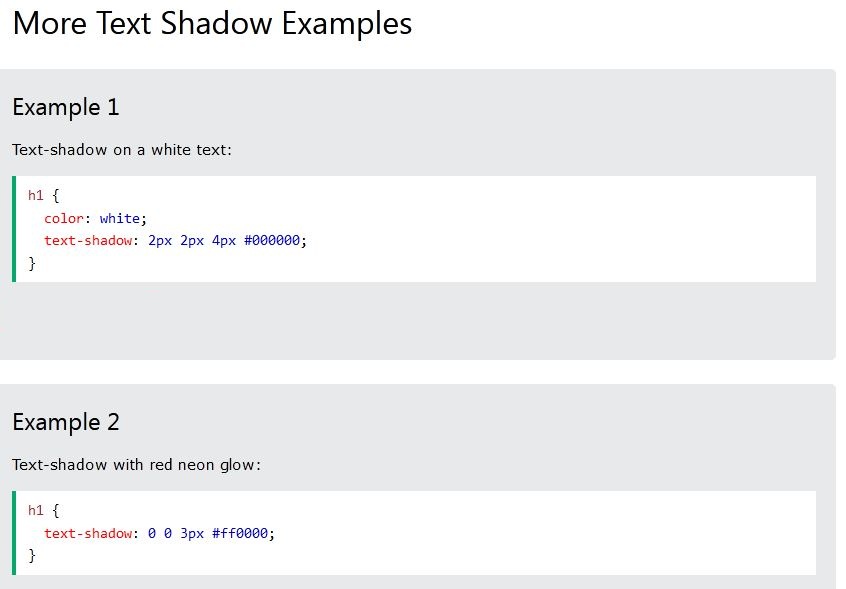 More Text Shadow Examples
Example 1
Text-shadow on a white text:
h1 {
  color: white;
  text-shadow: 2px 2px 4px #000000;
}
Example 2
Text-shadow with red neon glow:
h1 {
  text-shadow: 0 0 3px #ff0000;
}